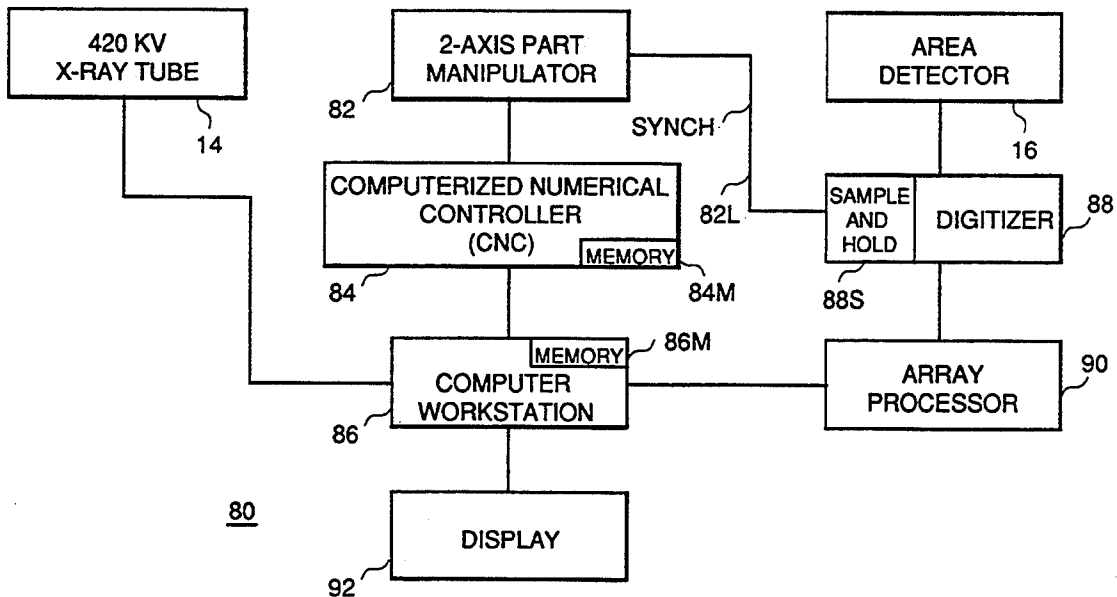 420 KV
X-RAY TUBE
14
2-AXIS PART
MANIPULATOR
82
SYNCH
82L
AREA
DETECTOR
16
COMPUTERIZED NUMERICAL
CONTROLLER
(CNC)
MEMORY
84
84M
SAMPLE
AND
HOLD
DIGITIZER
88
88S
MEMORY
86M
COMPUTER
WORKSTATION
86
ARRAY
PROCESSOR
90
80
DISPLAY
92